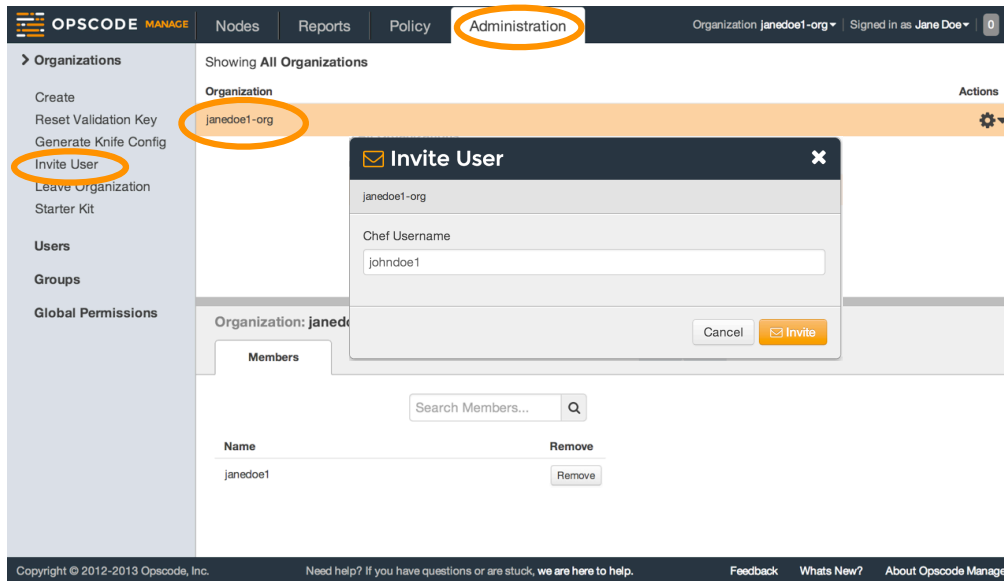 OPSCODE MANAGE Nodes Reports Policy Administration Organization janedoe1-org Signed in as Jane Doe 0
Organizations
Create
Reset Validation Key
Generate Knife Config
Invite User
Leave Organization
Starter Kit
Users
Groups
Global Permissions
Showing All Organizations
Organization Actions
janedoe1-org
Invite User
janedoe1-org
Chef Username
johndoe1
Cancel Invite
Organization: janed
Members
Search Members...
Name Remove
janedoe1 Remove
Copyright © 2012-2013 Opscode, Inc. Need help? If you have questions or are stuck, we are here to help. Feedback Whats New? About Opscode Manage